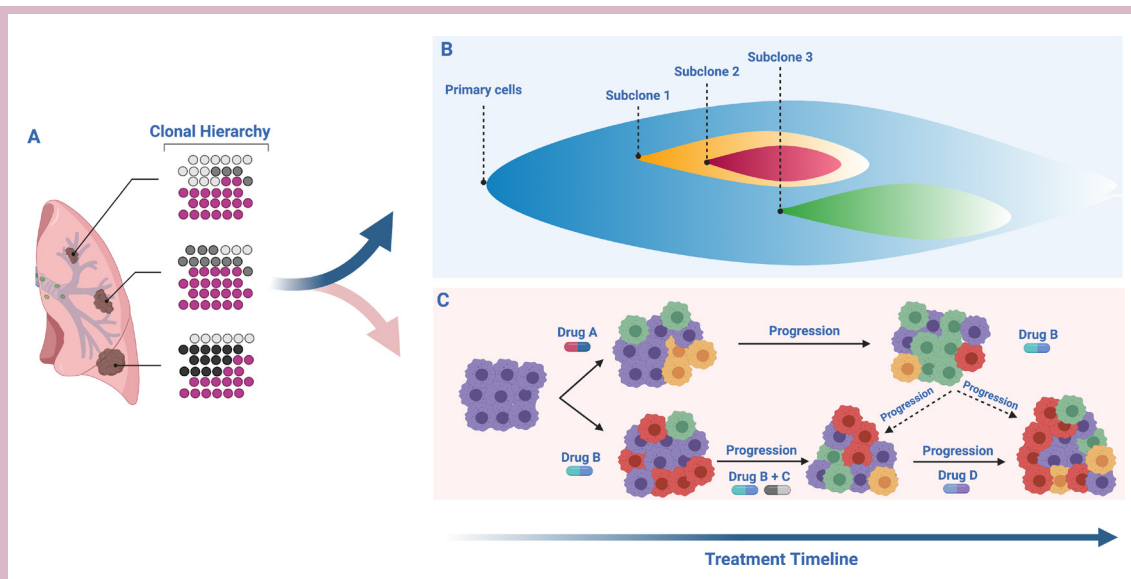 A
Clonal Hierarchy
B
Primary cells
Subclone 1
Subclone 2
Subclone 3
C
Drug A
Progression
Drug B
Progression
Progression
Drug B
Progression
Drug B + C
Progression
Drug D
Treatment Timeline